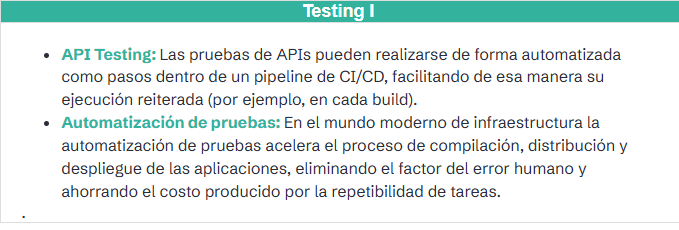 Testing I
• API Testing: Las pruebas de APIs pueden realizarse de forma automatizada
como pasos dentro de un pipeline de CI/CD, facilitando de esa manera su
ejecución reiterada (por ejemplo, en cada build).
• Automatización de pruebas: En el mundo moderno de infraestructura la
automatización de pruebas acelera el proceso de compilación, distribución y
despliegue de las aplicaciones, eliminando el factor del error humano y
ahorrando el costo producido por la repetibilidad de tareas.
.